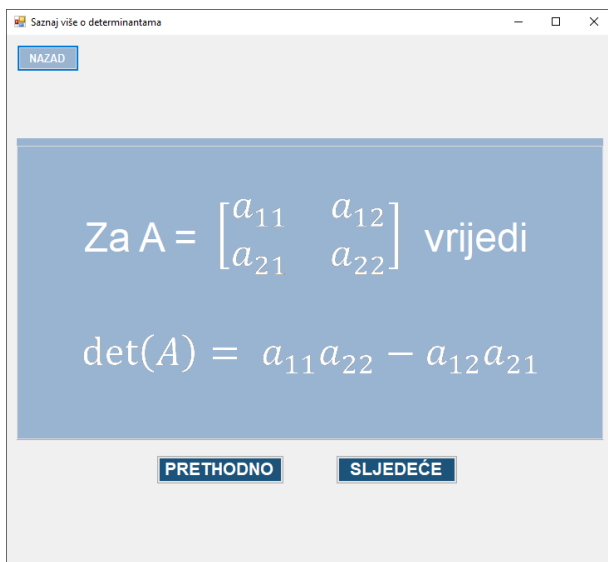 Saznaj više o determinantama
NAZAD
Za A = [a₁₁ a₁₂
a₂₁ a₂₂] vrijedi
det(A) = a₁₁a₂₂ − a₁₂a₂₁
PRETHODNO
SLJEDEĆE